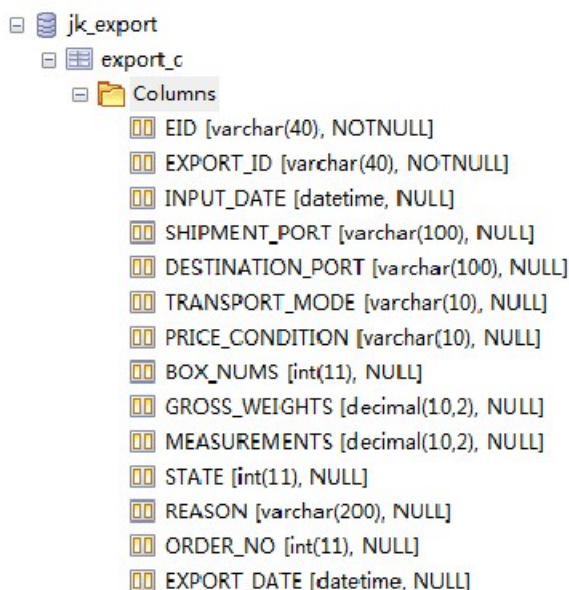 jk_export
export_c
Columns
EID [varchar(40), NOTNULL]
EXPORT_ID [varchar(40), NOTNULL]
INPUT_DATE [datetime, NULL]
SHIPMENT_PORT [varchar(100), NULL]
DESTINATION_PORT [varchar(100), NULL]
TRANSPORT_MODE [varchar(10), NULL]
PRICE_CONDITION [varchar(10), NULL]
BOX_NUMS [int(11), NULL]
GROSS_WEIGHTS [decimal(10,2), NULL]
MEASUREMENTS [decimal(10,2), NULL]
STATE [int(11), NULL]
REASON [varchar(200), NULL]
ORDER_NO [int(11), NULL]
EXPORT_DATE [datetime, NULL]